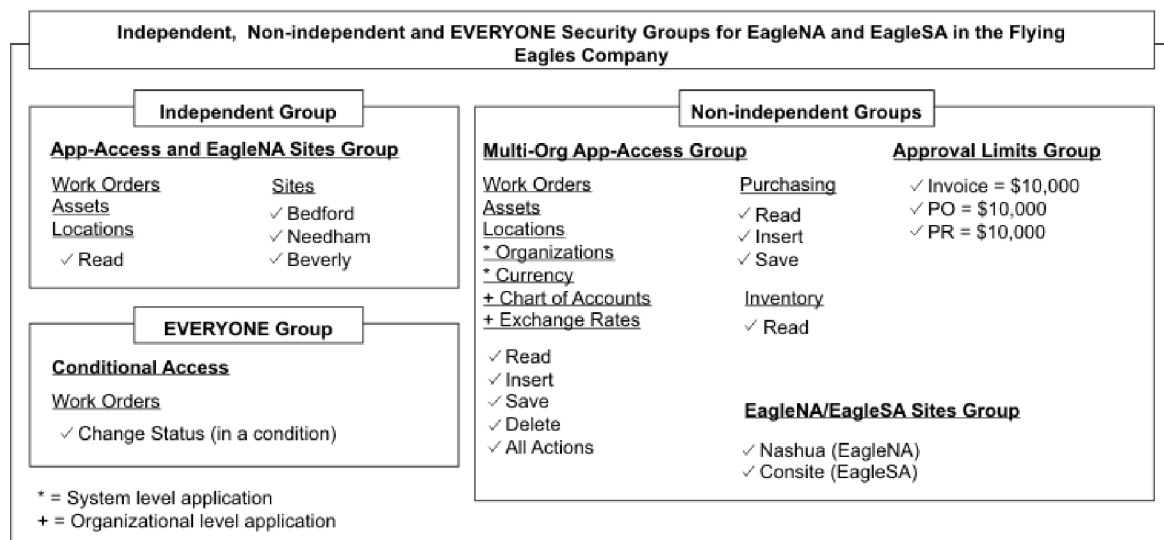 Independent,  Non-independent and EVERYONE Security Groups for EagleNA and EagleSA in the Flying
Eagles Company
Independent Group
App-Access and EagleNA Sites Group
Work Orders
Assets
Locations
✓ Read
Sites
✓ Bedford
✓ Needham
✓ Beverly
EVERYONE Group
Conditional Access
Work Orders
✓ Change Status (in a condition)
* = System level application
+ = Organizational level application
Non-independent Groups
Multi-Org App-Access Group
Work Orders
Assets
Locations
* Organizations
* Currency
+ Chart of Accounts
+ Exchange Rates
✓ Read
✓ Insert
✓ Save
✓ Delete
✓ All Actions
Purchasing
✓ Read
✓ Insert
✓ Save
Inventory
✓ Read
Approval Limits Group
✓ Invoice = $10,000
✓ PO = $10,000
✓ PR = $10,000
EagleNA/EagleSA Sites Group
✓ Nashua (EagleNA)
✓ Consite (EagleSA)